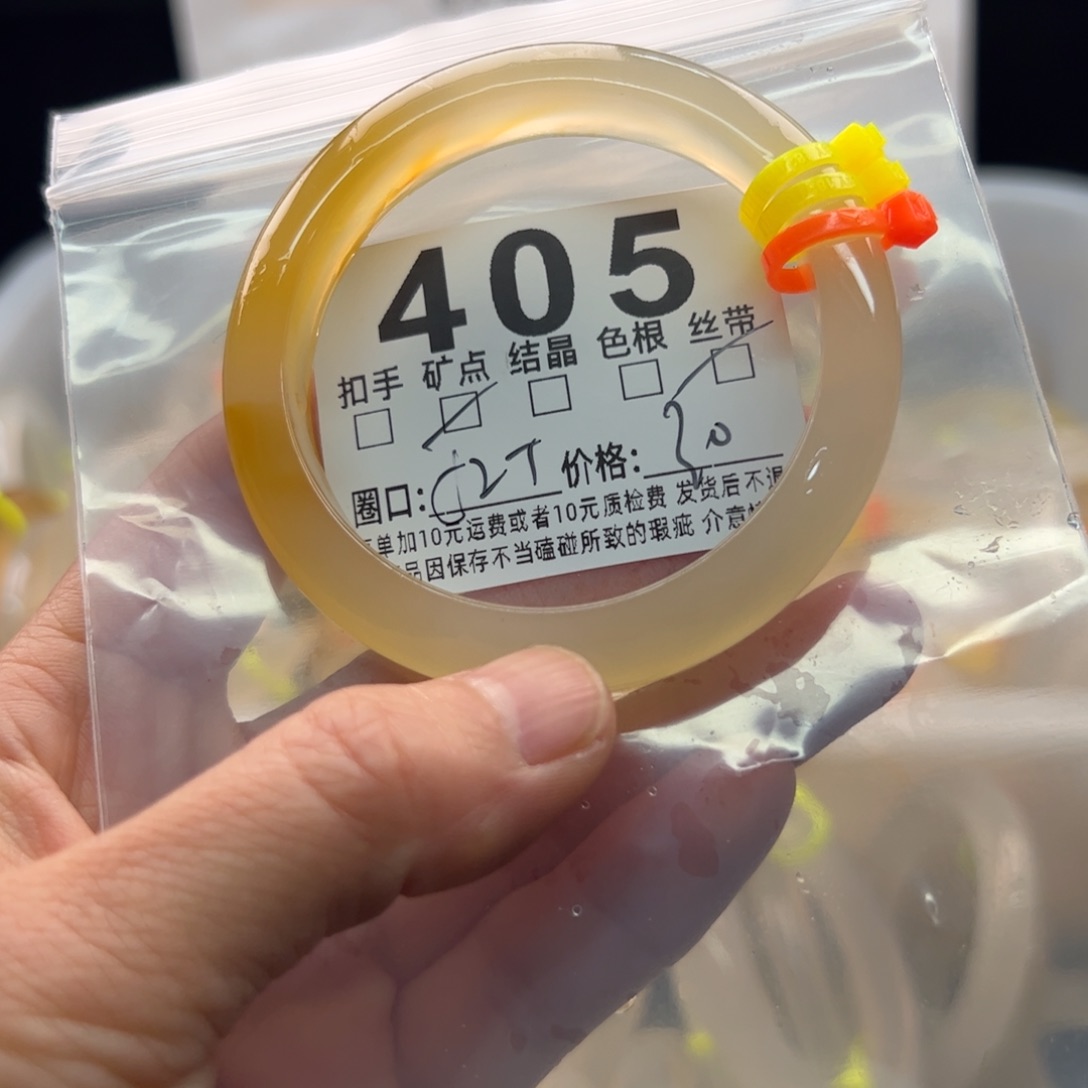 405
扣手 矿点 结晶 色根 丝带
圈口: 价格:
单加10元运费或者10元质检费 发货后不退
品因保存不当磕碰所致的瑕疵 介意